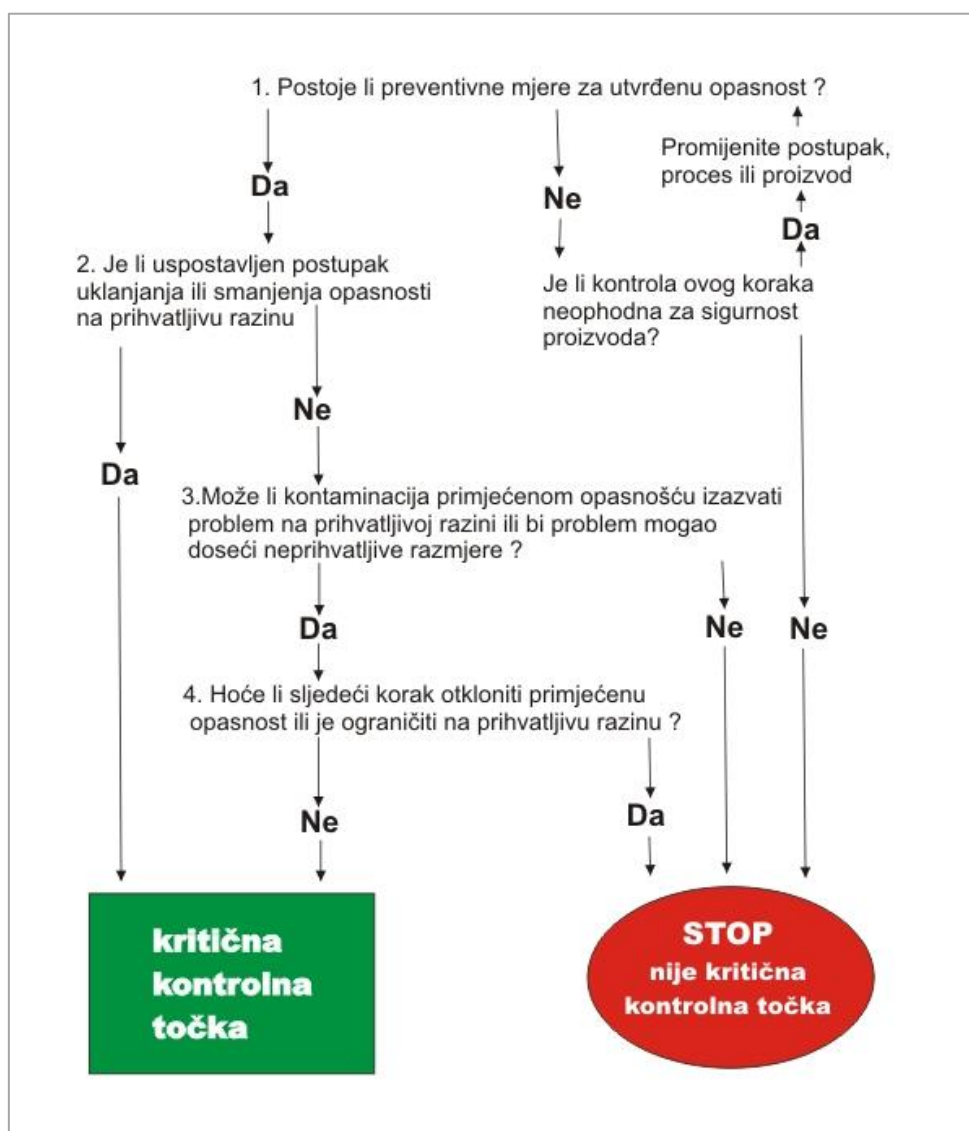 1. Postoje li preventivne mjere za utvrđenu opasnost ?
Promijenite postupak,
proces ili proizvod
Da
Ne
Da
2. Je li uspostavljen postupak
uklanjanja ili smanjenja opasnosti
na prihvatljivu razinu
Je li kontrola ovog koraka
neophodna za sigurnost
proizvoda?
Ne
Da
3.Može li kontaminacija primjećenom opasnošću izazvati
problem na prihvatljivoj razini ili bi problem mogao
doseći neprihvatljive razmjere ?
Da
Ne
Ne
4. Hoće li sljedeći korak otkloniti primjećenu
opasnost ili je ograničiti na prihvatljivu razinu ?
Ne
Da
kritična
kontrolna
točka
STOP
nije kritična
kontrolna točka